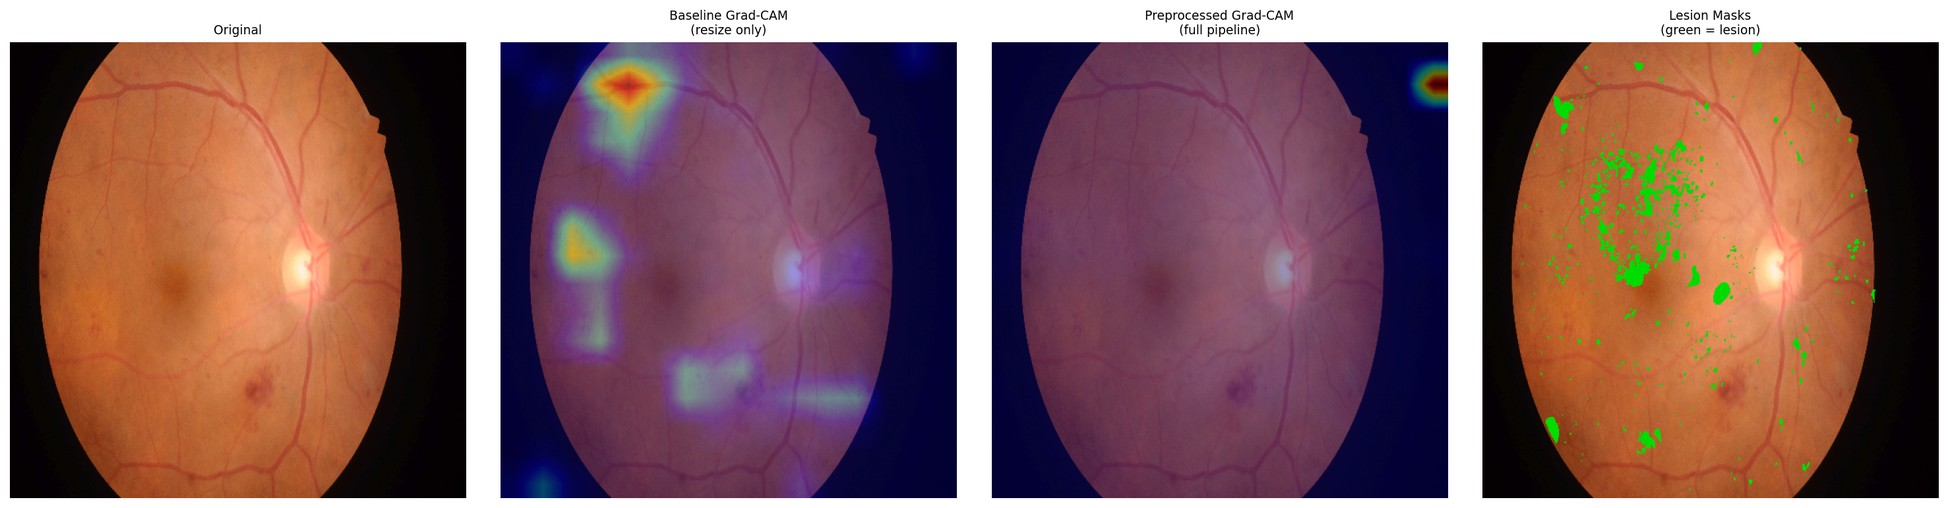 Original
Baseline Grad-CAM
(resize only)
Preprocessed Grad-CAM
(full pipeline)
Lesion Masks
(green = lesion)